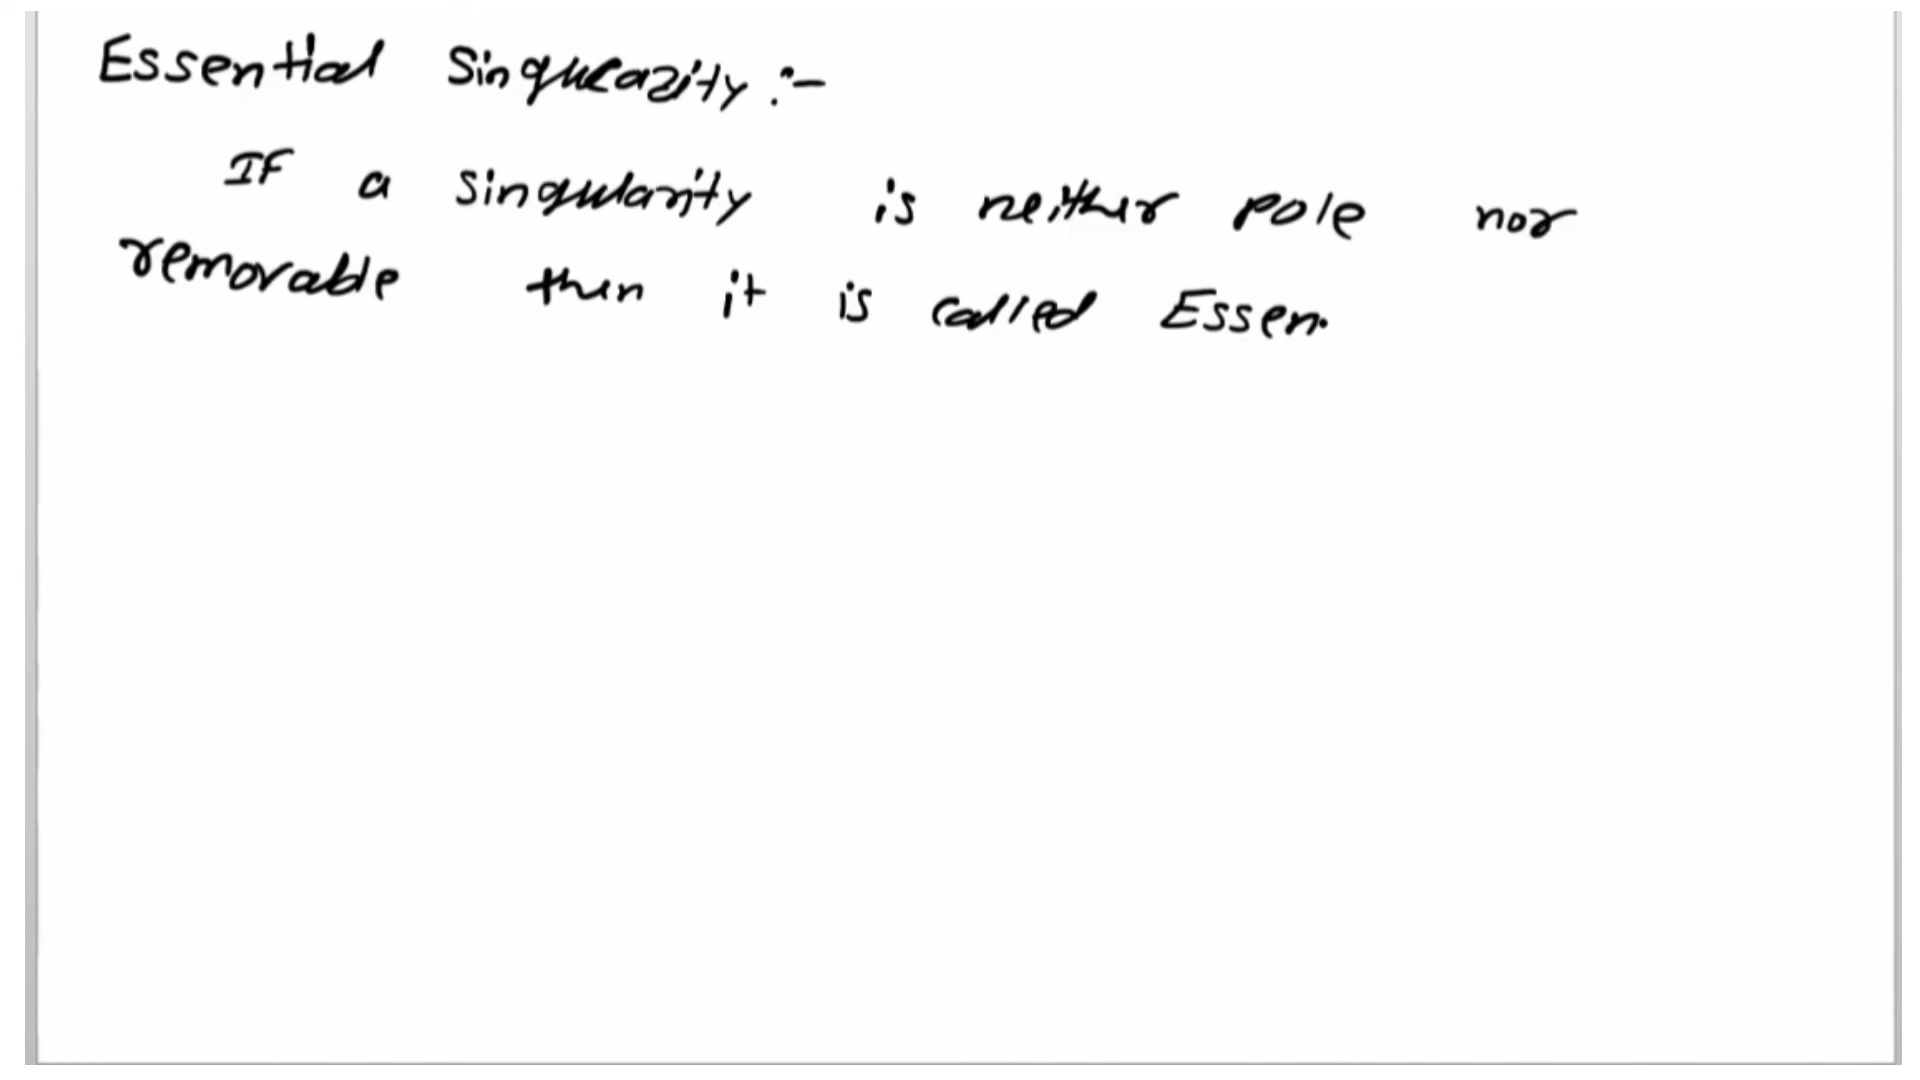 Essential Singularity :-
IF a singularity is neither pole nor
removable then it is called Essen